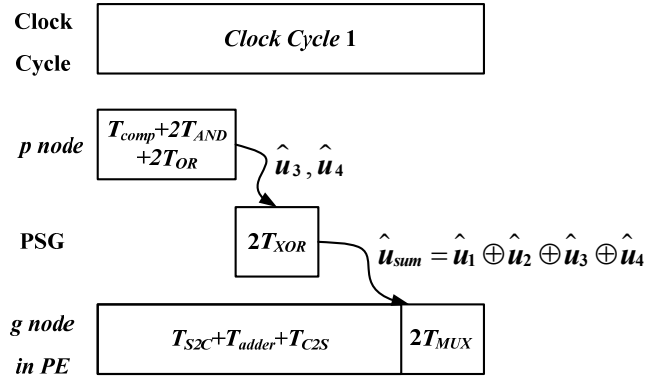 Clock
Cycle
Clock Cycle 1
p node
T_comp+2T_AND
+2T_OR
û_3 , û_4
PSG
2T_XOR
û_sum = û_1 ⊕ û_2 ⊕ û_3 ⊕ û_4
g node
in PE
T_S2C+T_adder+T_C2S
2T_MUX